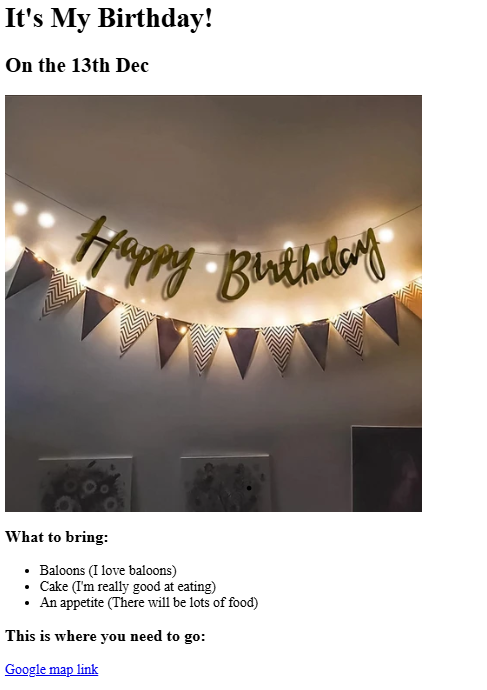 It's My Birthday!
On the 13th Dec
Happy Birthday
What to bring:
Baloons (I love baloons)
Cake (I'm really good at eating)
An appetite (There will be lots of food)
This is where you need to go:
Google map link